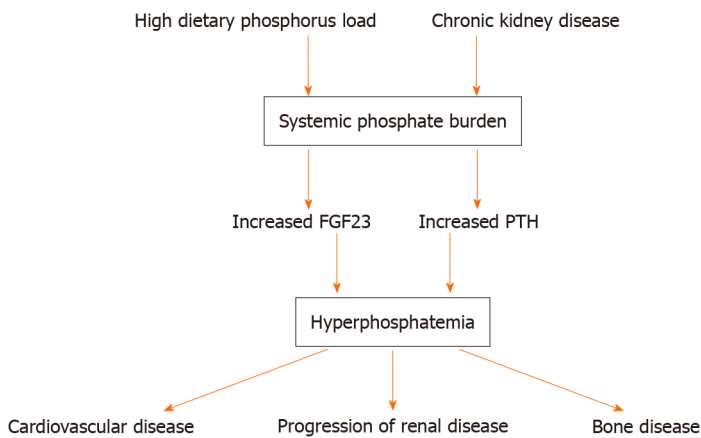 High dietary phosphorus load
Chronic kidney disease
Systemic phosphate burden
Increased FGF23
Increased PTH
Hyperphosphatemia
Cardiovascular disease
Progression of renal disease
Bone disease